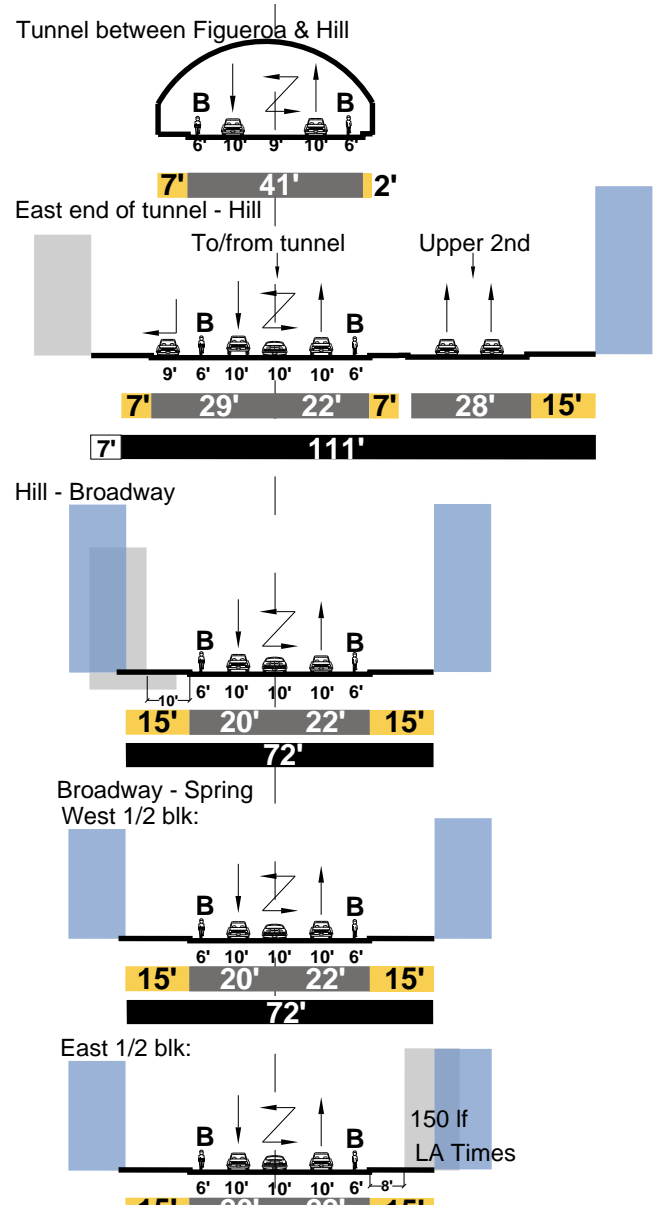 Tunnel between Figueroa & Hill
B B
6' 10' 9' 10' 6'
7' 41' 2'
East end of tunnel - Hill
To/from tunnel Upper 2nd
B B
9' 6' 10' 10' 10' 6'
7' 29' 22' 7' 28' 15'
7' 111'
Hill - Broadway
B B
6' 10' 10' 10' 6'
10'
15' 20' 22' 15'
72'
Broadway - Spring
West 1/2 blk:
B B
6' 10' 10' 10' 6'
15' 20' 22' 15'
72'
East 1/2 blk:
150 lf
LA Times
B B
6' 10' 10' 10' 6' 8'
15' 20' 22' 15'